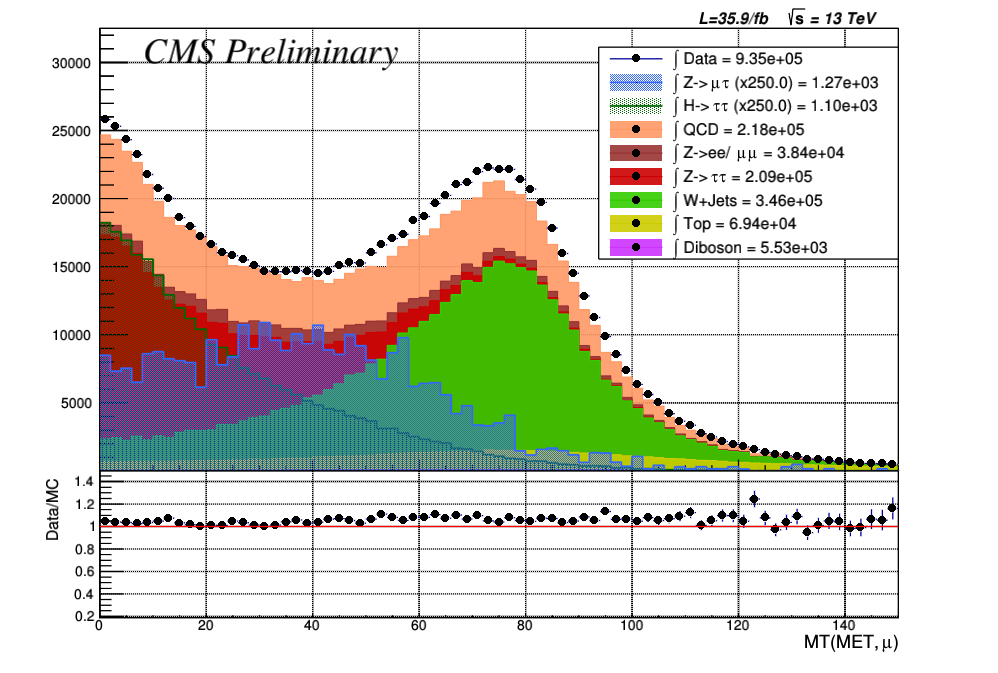 L=35.9/fb √s = 13 TeV
CMS Preliminary
∫ Data = 9.35e+05
∫ Z->μτ (x250.0) = 1.27e+03
∫ H->ττ (x250.0) = 1.10e+03
∫ QCD = 2.18e+05
∫ Z->ee/ μμ = 3.84e+04
∫ Z->ττ = 2.09e+05
∫ W+Jets = 3.46e+05
∫ Top = 6.94e+04
∫ Diboson = 5.53e+03
30000
25000
20000
15000
10000
5000
Data/MC
1.4
1.2
1
0.8
0.6
0.4
0.2
0 20 40 60 80 100 120 140
MT(MET, μ)